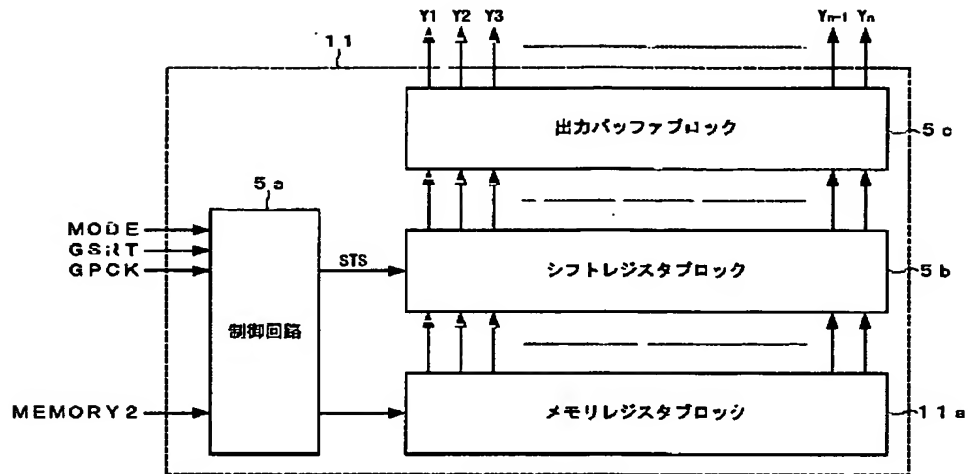 Y1 Y2 Y3 Yn-1 Yn
11
出力バッファブロック
5c
5a
MODE
GSRT
GPCK
STS
シフトレジスタブロック
5b
制御回路
MEMORY2
メモリレジスタブロック
11a